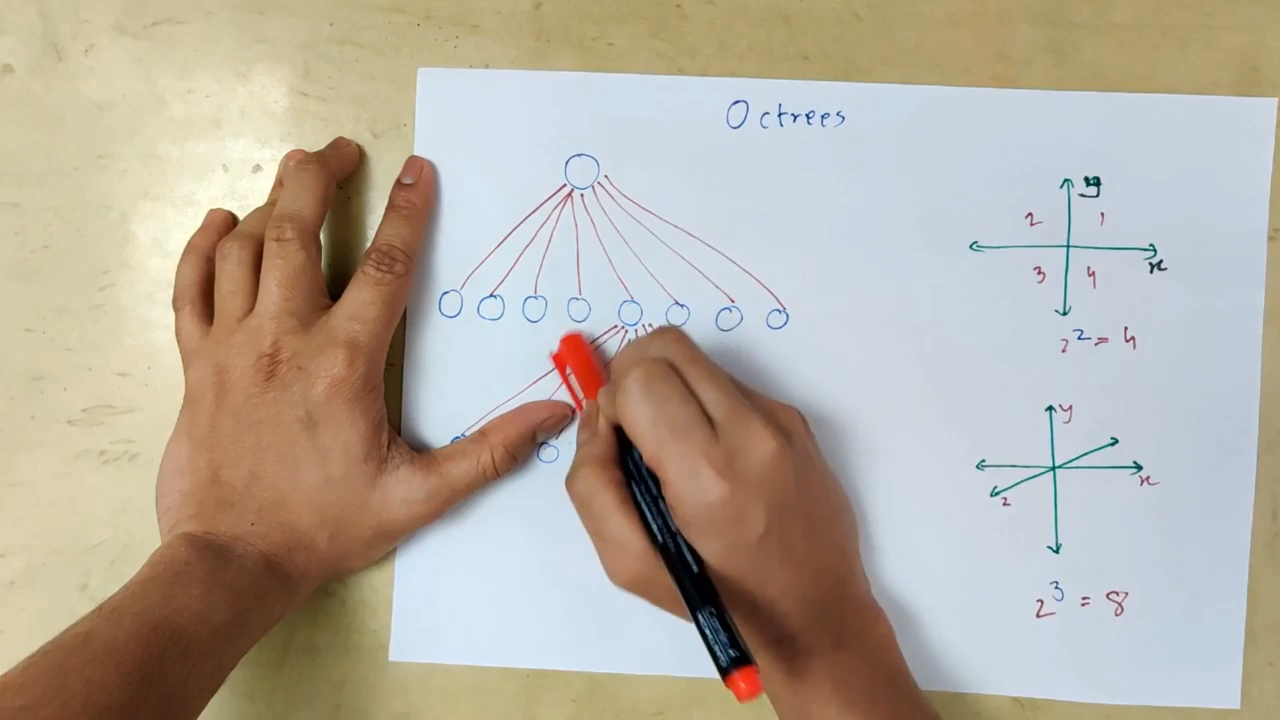 Octrees
y
2 1
x
3 4
2² = 4
y
x
z
2³ = 8